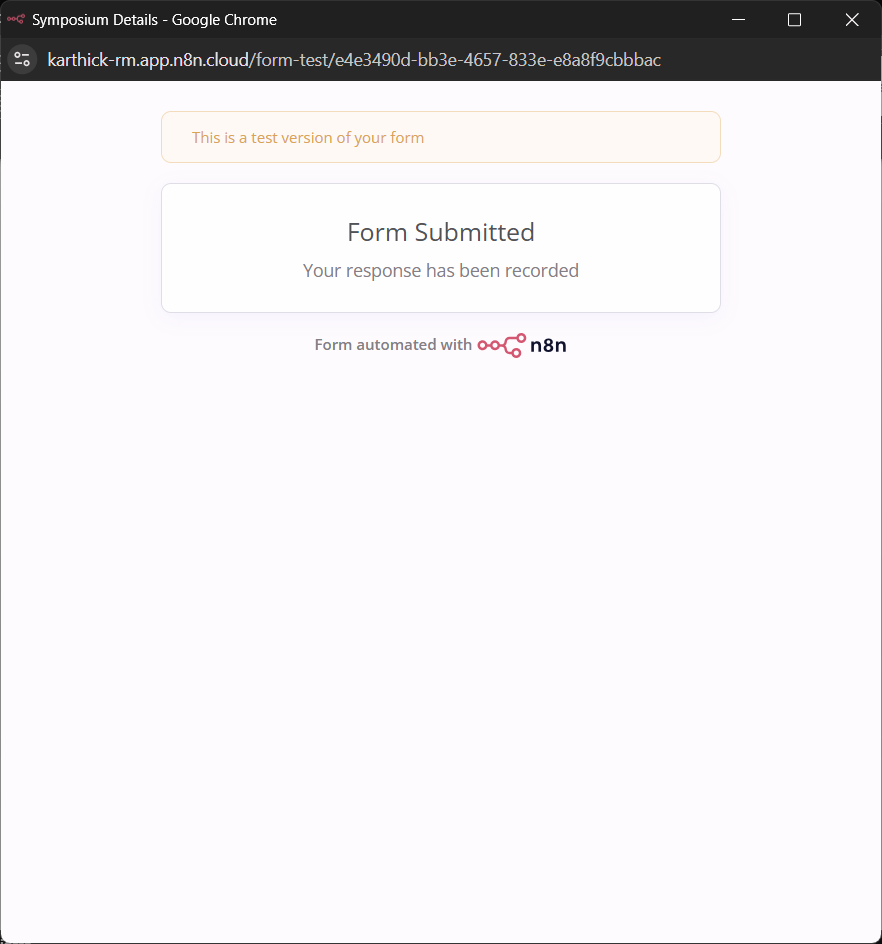 Symposium Details - Google Chrome
karthick-rm.app.n8n.cloud/form-test/e4e3490d-bb3e-4657-833e-e8a8f9cbbbac
This is a test version of your form
Form Submitted
Your response has been recorded
Form automated with n8n